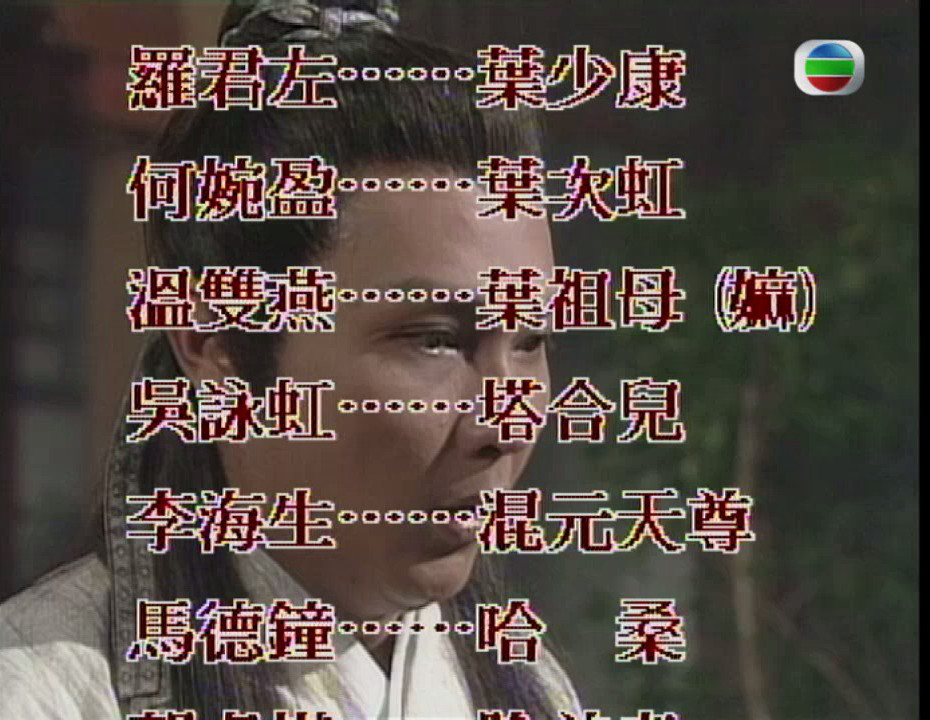 羅君左⋯⋯葉少康
何婉盈⋯⋯葉次虹
溫雙燕⋯⋯葉祖母 (嫲)
吳詠虹⋯⋯塔合兒
李海生⋯⋯混元天尊
馬德鐘⋯⋯哈 桑